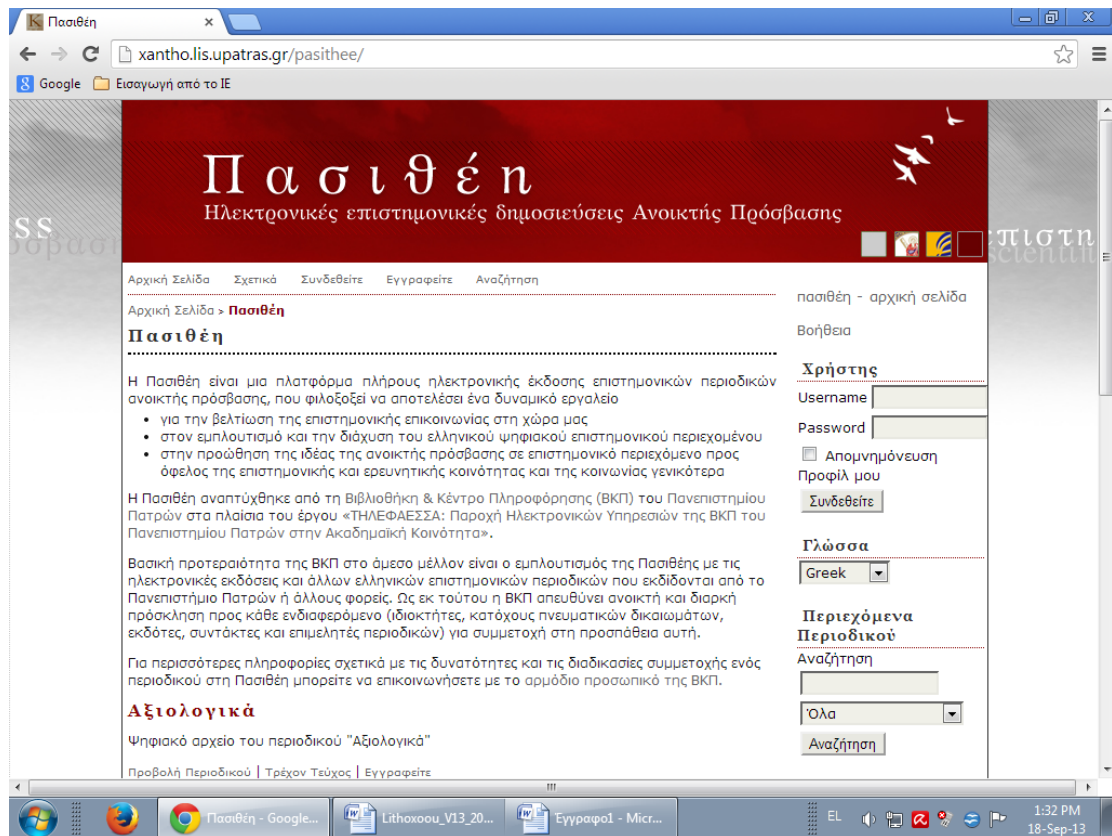 Πασιθέη
xantho.lis.upatras.gr/pasithee/
Google Εισαγωγή από το IE
Πασιθέη
Ηλεκτρονικές επιστημονικές δημοσιεύσεις Ανοικτής Πρόσβασης
ss
πρόσβαση
επιστη
Αρχική Σελίδα Σχετικά Συνδεθείτε Εγγραφείτε Αναζήτηση
Αρχική Σελίδα > Πασιθέη
Πασιθέη
Η Πασιθέη είναι μια πλατφόρμα πλήρους ηλεκτρονικής έκδοσης επιστημονικών περιοδικών
ανοικτής πρόσβασης, που φιλοξοξεί να αποτελέσει ένα δυναμικό εργαλείο
• για την βελτίωση της επιστημονικής επικοινωνίας στη χώρα μας
• στον εμπλουτισμό και την διάχυση του ελληνικού ψηφιακού επιστημονικού περιεχομένου
• στην προώθηση της ιδέας της ανοικτής πρόσβασης σε επιστημονικό περιεχόμενο προς
όφελος της επιστημονικής και ερευνητικής κοινότητας και της κοινωνίας γενικότερα
Η Πασιθέη αναπτύχθηκε από τη Βιβλιοθήκη & Κέντρο Πληροφόρησης (ΒΚΠ) του Πανεπιστημίου
Πατρών στα πλαίσια του έργου «ΤΗΛΕΦΑΕΣΣΑ: Παροχή Ηλεκτρονικών Υπηρεσιών της ΒΚΠ του
Πανεπιστημίου Πατρών στην Ακαδημαϊκή Κοινότητα».
Βασική προτεραιότητα της ΒΚΠ στο άμεσο μέλλον είναι ο εμπλουτισμός της Πασιθέης με τις
ηλεκτρονικές εκδόσεις και άλλων ελληνικών επιστημονικών περιοδικών που εκδίδονται από το
Πανεπιστήμιο Πατρών ή άλλους φορείς. Ως εκ τούτου η ΒΚΠ απευθύνει ανοικτή και διαρκή
πρόσκληση προς κάθε ενδιαφερόμενο (ιδιοκτήτες, κατόχους πνευματικών δικαιωμάτων,
εκδότες, συντάκτες και επιμελητές περιοδικών) για συμμετοχή στη προσπάθεια αυτή.
Για περισσότερες πληροφορίες σχετικά με τις δυνατότητες και τις διαδικασίες συμμετοχής ενός
περιοδικού στη Πασιθέη μπορείτε να επικοινωνήσετε με το αρμόδιο προσωπικό της ΒΚΠ.
Αξιολογικά
Ψηφιακό αρχείο του περιοδικού "Αξιολογικά"
Προβολή Περιοδικού | Τρέχον Τεύχος | Εγγραφείτε
πασιθέη - αρχική σελίδα
Βοήθεια
Χρήστης
Username
Password
Απομνημόνευση
Προφίλ μου
Συνδεθείτε
Γλώσσα
Greek
Περιεχόμενα
Περιοδικού
Αναζήτηση
Όλα
Αναζήτηση
Πασιθέη - Google... Lithoxoou_V13_20... Έγγραφο1 - Micr... EL 1:32 PM
18-Sep-13